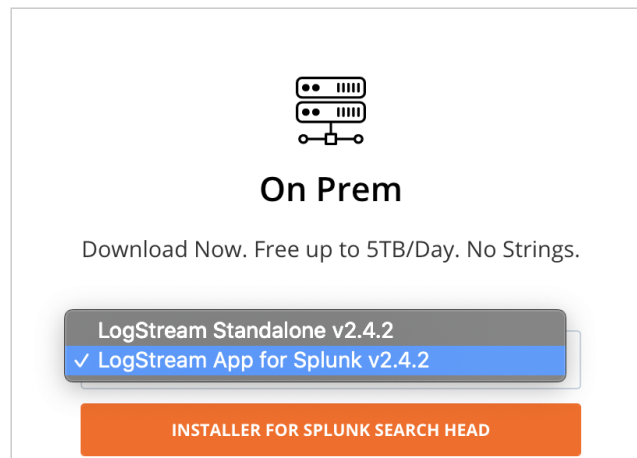 On Prem
Download Now. Free up to 5TB/Day. No Strings.
LogStream Standalone v2.4.2
✓ LogStream App for Splunk v2.4.2
INSTALLER FOR SPLUNK SEARCH HEAD